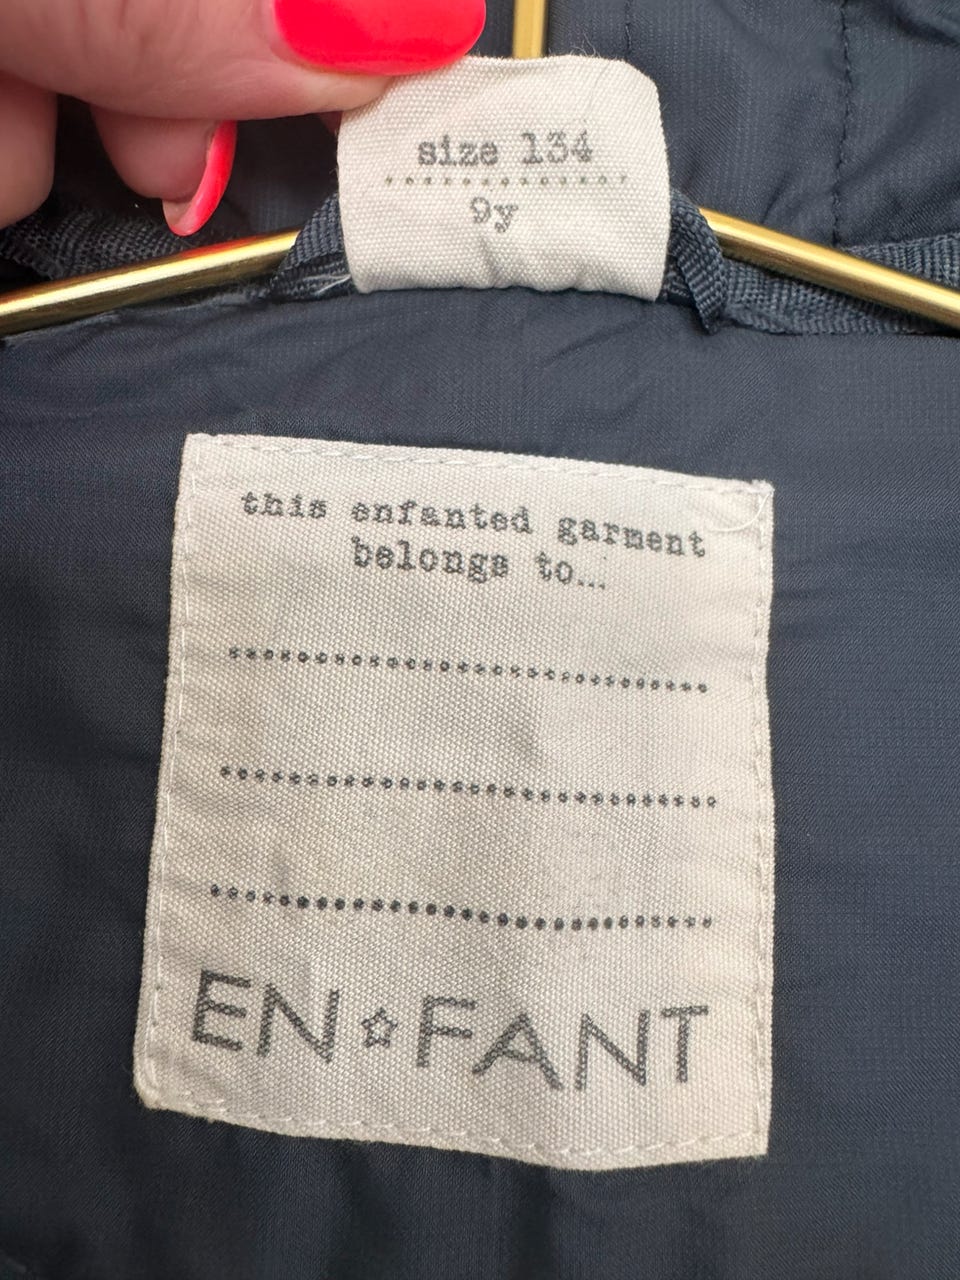 size 134
9y
this enfanted garment
belongs to...
EN☆FANT